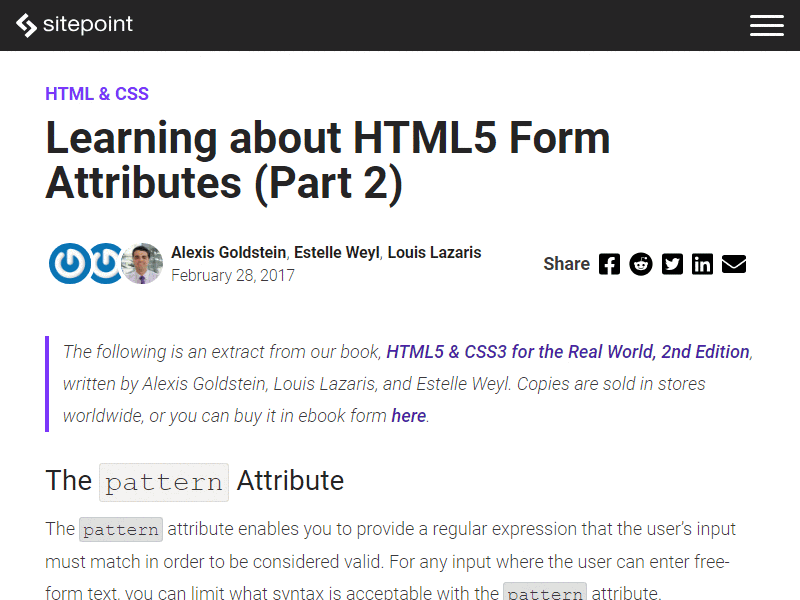 sitepoint
HTML & CSS
Learning about HTML5 Form
Attributes (Part 2)
Alexis Goldstein, Estelle Weyl, Louis Lazaris
February 28, 2017
Share
The following is an extract from our book, HTML5 & CSS3 for the Real World, 2nd Edition,
written by Alexis Goldstein, Louis Lazaris, and Estelle Weyl. Copies are sold in stores
worldwide, or you can buy it in ebook form here.
The pattern Attribute
The pattern attribute enables you to provide a regular expression that the user’s input
must match in order to be considered valid. For any input where the user can enter free-
form text, you can limit what syntax is acceptable with the pattern attribute.